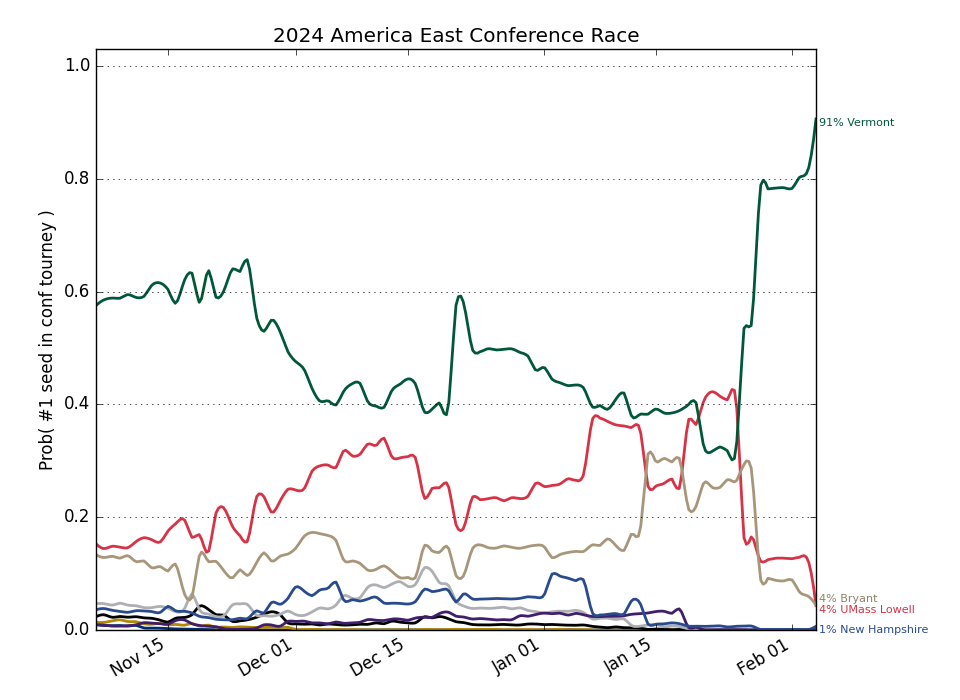 2024 America East Conference Race
Prob( #1 seed in conf tourney )
1.0
0.8
0.6
0.4
0.2
0.0
91% Vermont
4% Bryant
4% UMass Lowell
1% New Hampshire
Nov 15
Dec 01
Dec 15
Jan 01
Jan 15
Feb 01